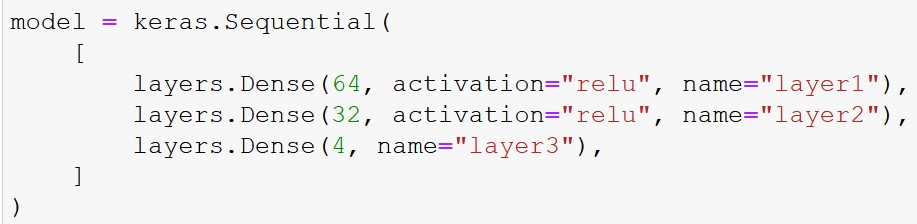 model = keras.Sequential(
    [
        layers.Dense(64, activation="relu", name="layer1"),
        layers.Dense(32, activation="relu", name="layer2"),
        layers.Dense(4, name="layer3"),
    ]
)